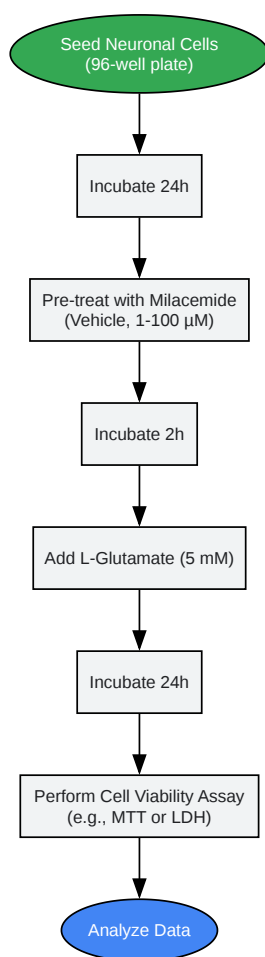 Seed Neuronal Cells
(96-well plate)
Incubate 24h
Pre-treat with Milacemide
(Vehicle, 1-100 µM)
Incubate 2h
Add L-Glutamate (5 mM)
Incubate 24h
Perform Cell Viability Assay
(e.g., MTT or LDH)
Analyze Data